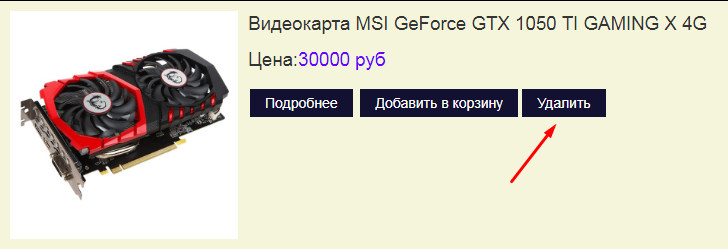 Видеокарта MSI GeForce GTX 1050 TI GAMING X 4G
Цена:30000 руб
Подробнее Добавить в корзину Удалить